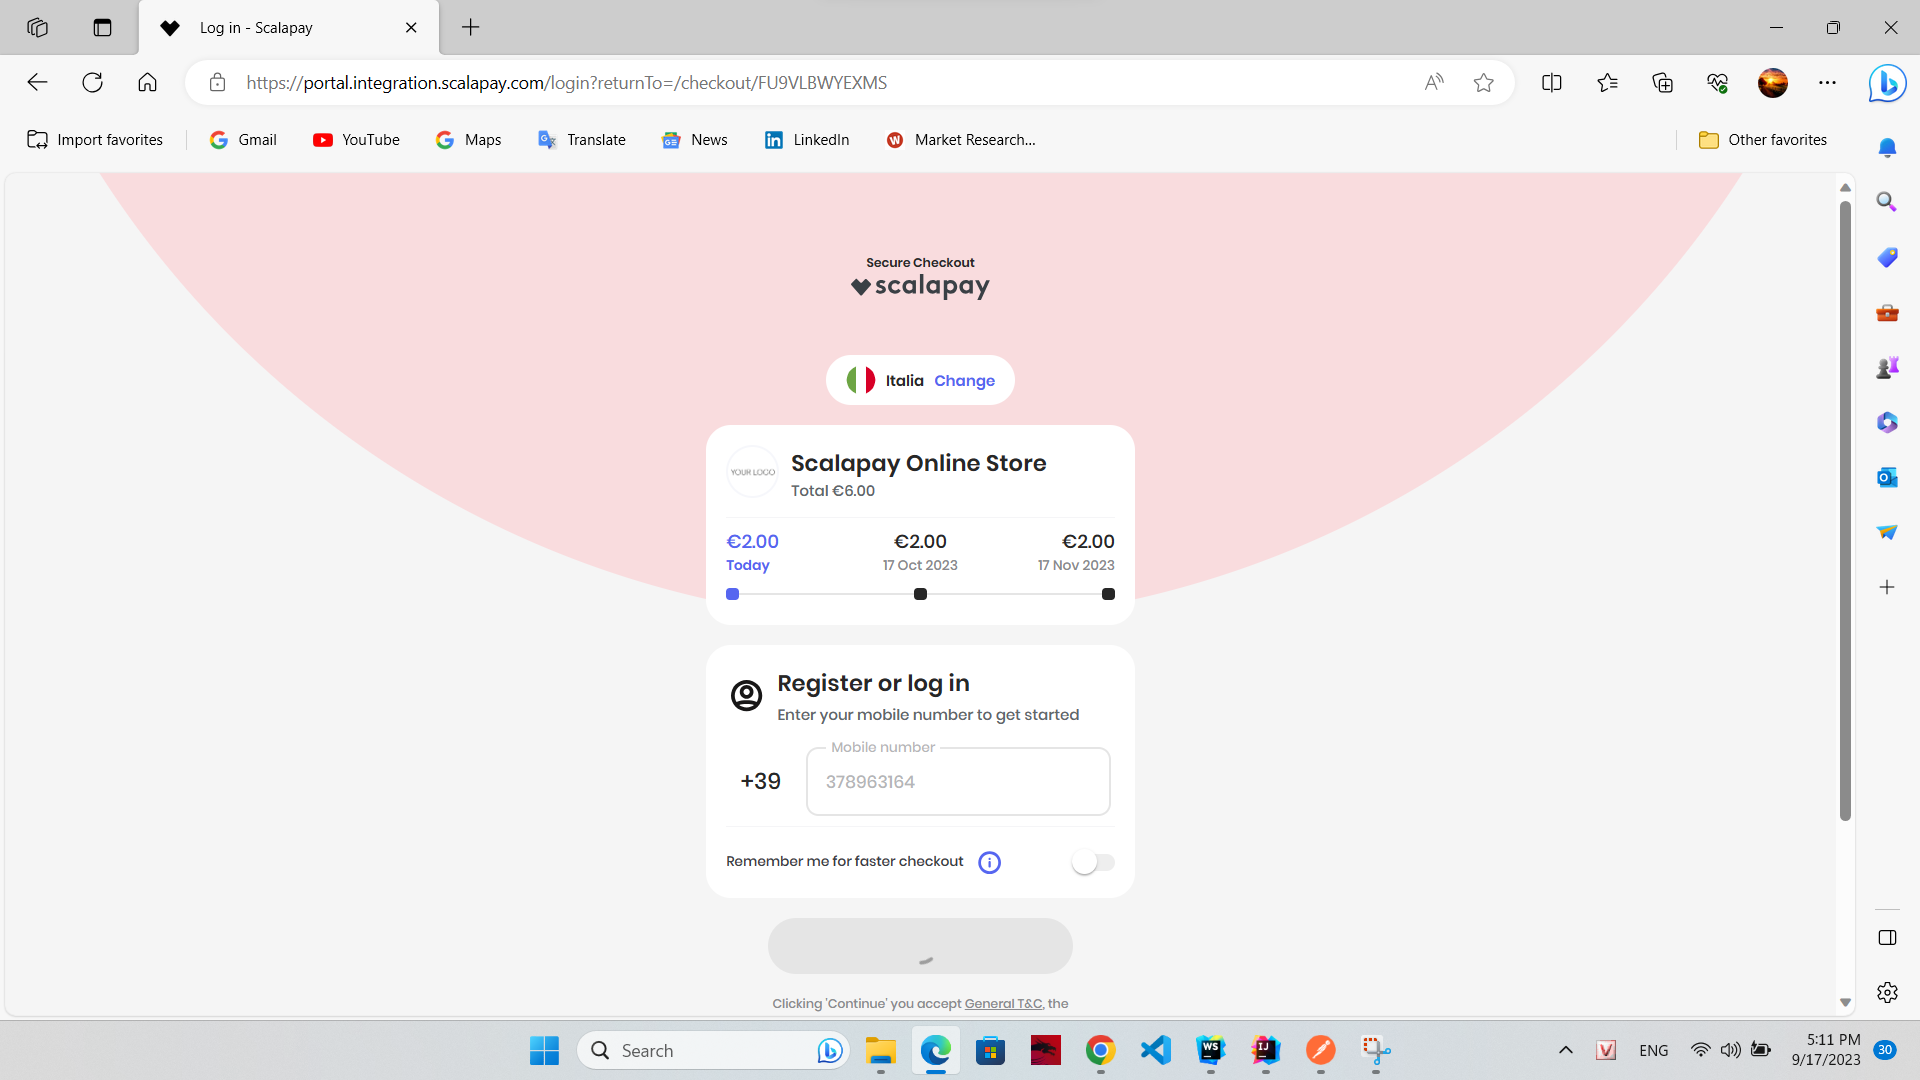 Log in - Scalapay
https://portal.integration.scalapay.com/login?returnTo=/checkout/FU9VLBWYEXMS
Import favorites
Gmail
YouTube
Maps
Translate
News
LinkedIn
Market Research...
Other favorites
Secure Checkout
scalapay
Italia Change
YOUR LOGO
Scalapay Online Store
Total €6.00
€2.00 €2.00 €2.00
Today 17 Oct 2023 17 Nov 2023
Register or log in
Enter your mobile number to get started
Mobile number
+39 378963164
Remember me for faster checkout
Clicking 'Continue' you accept General T&C, the
Search
WS
IJ
V
ENG
5:11 PM
9/17/2023
30